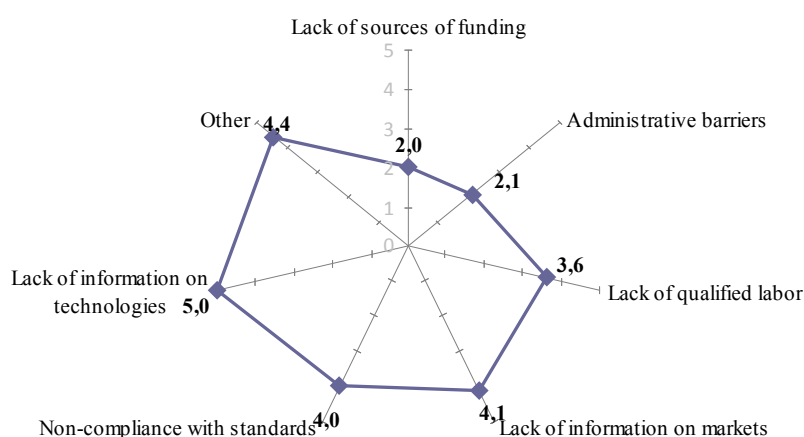 Lack of sources of funding
5
4
3
2
1
0
Other
4,4
2,0
Administrative barriers
2,1
3,6
Lack of qualified labor
Lack of information on
technologies
5,0
Non-compliance with standards
4,0
4,1
Lack of information on markets